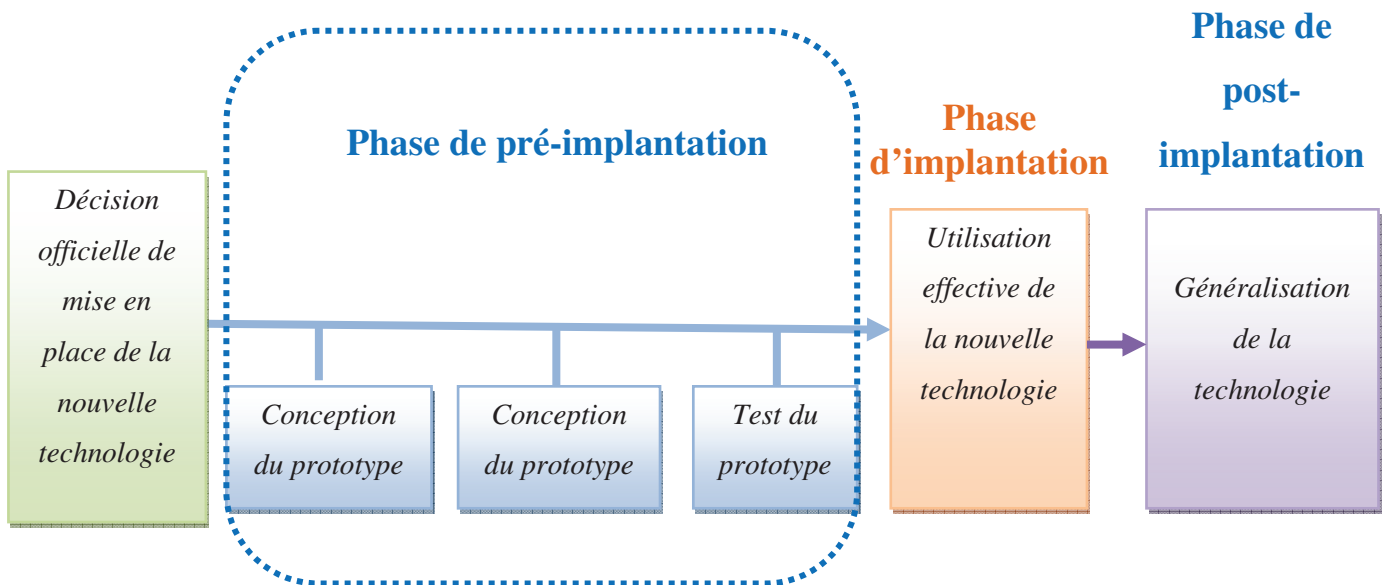 Phase de
post-
implantation
Phase de pré-implantation
Phase
d’implantation
Décision
officielle de
mise en
place de la
nouvelle
technologie
Conception
du prototype
Conception
du prototype
Test du
prototype
Utilisation
effective de
la nouvelle
technologie
Généralisation
de la
technologie